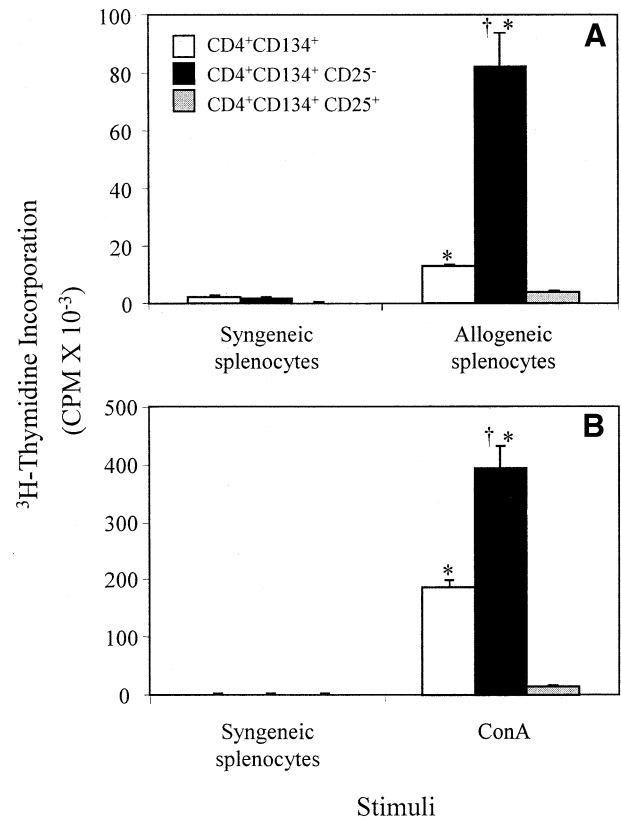 ³H-Thymidine Incorporation
(CPM X 10⁻³)
A
100
80
60
40
20
0
CD4⁺CD134⁺
CD4⁺CD134⁺ CD25⁻
CD4⁺CD134⁺ CD25⁺
*
† *
Syngeneic
splenocytes
Allogeneic
splenocytes
B
500
400
300
200
100
0
*
† *
Syngeneic
splenocytes
ConA
Stimuli